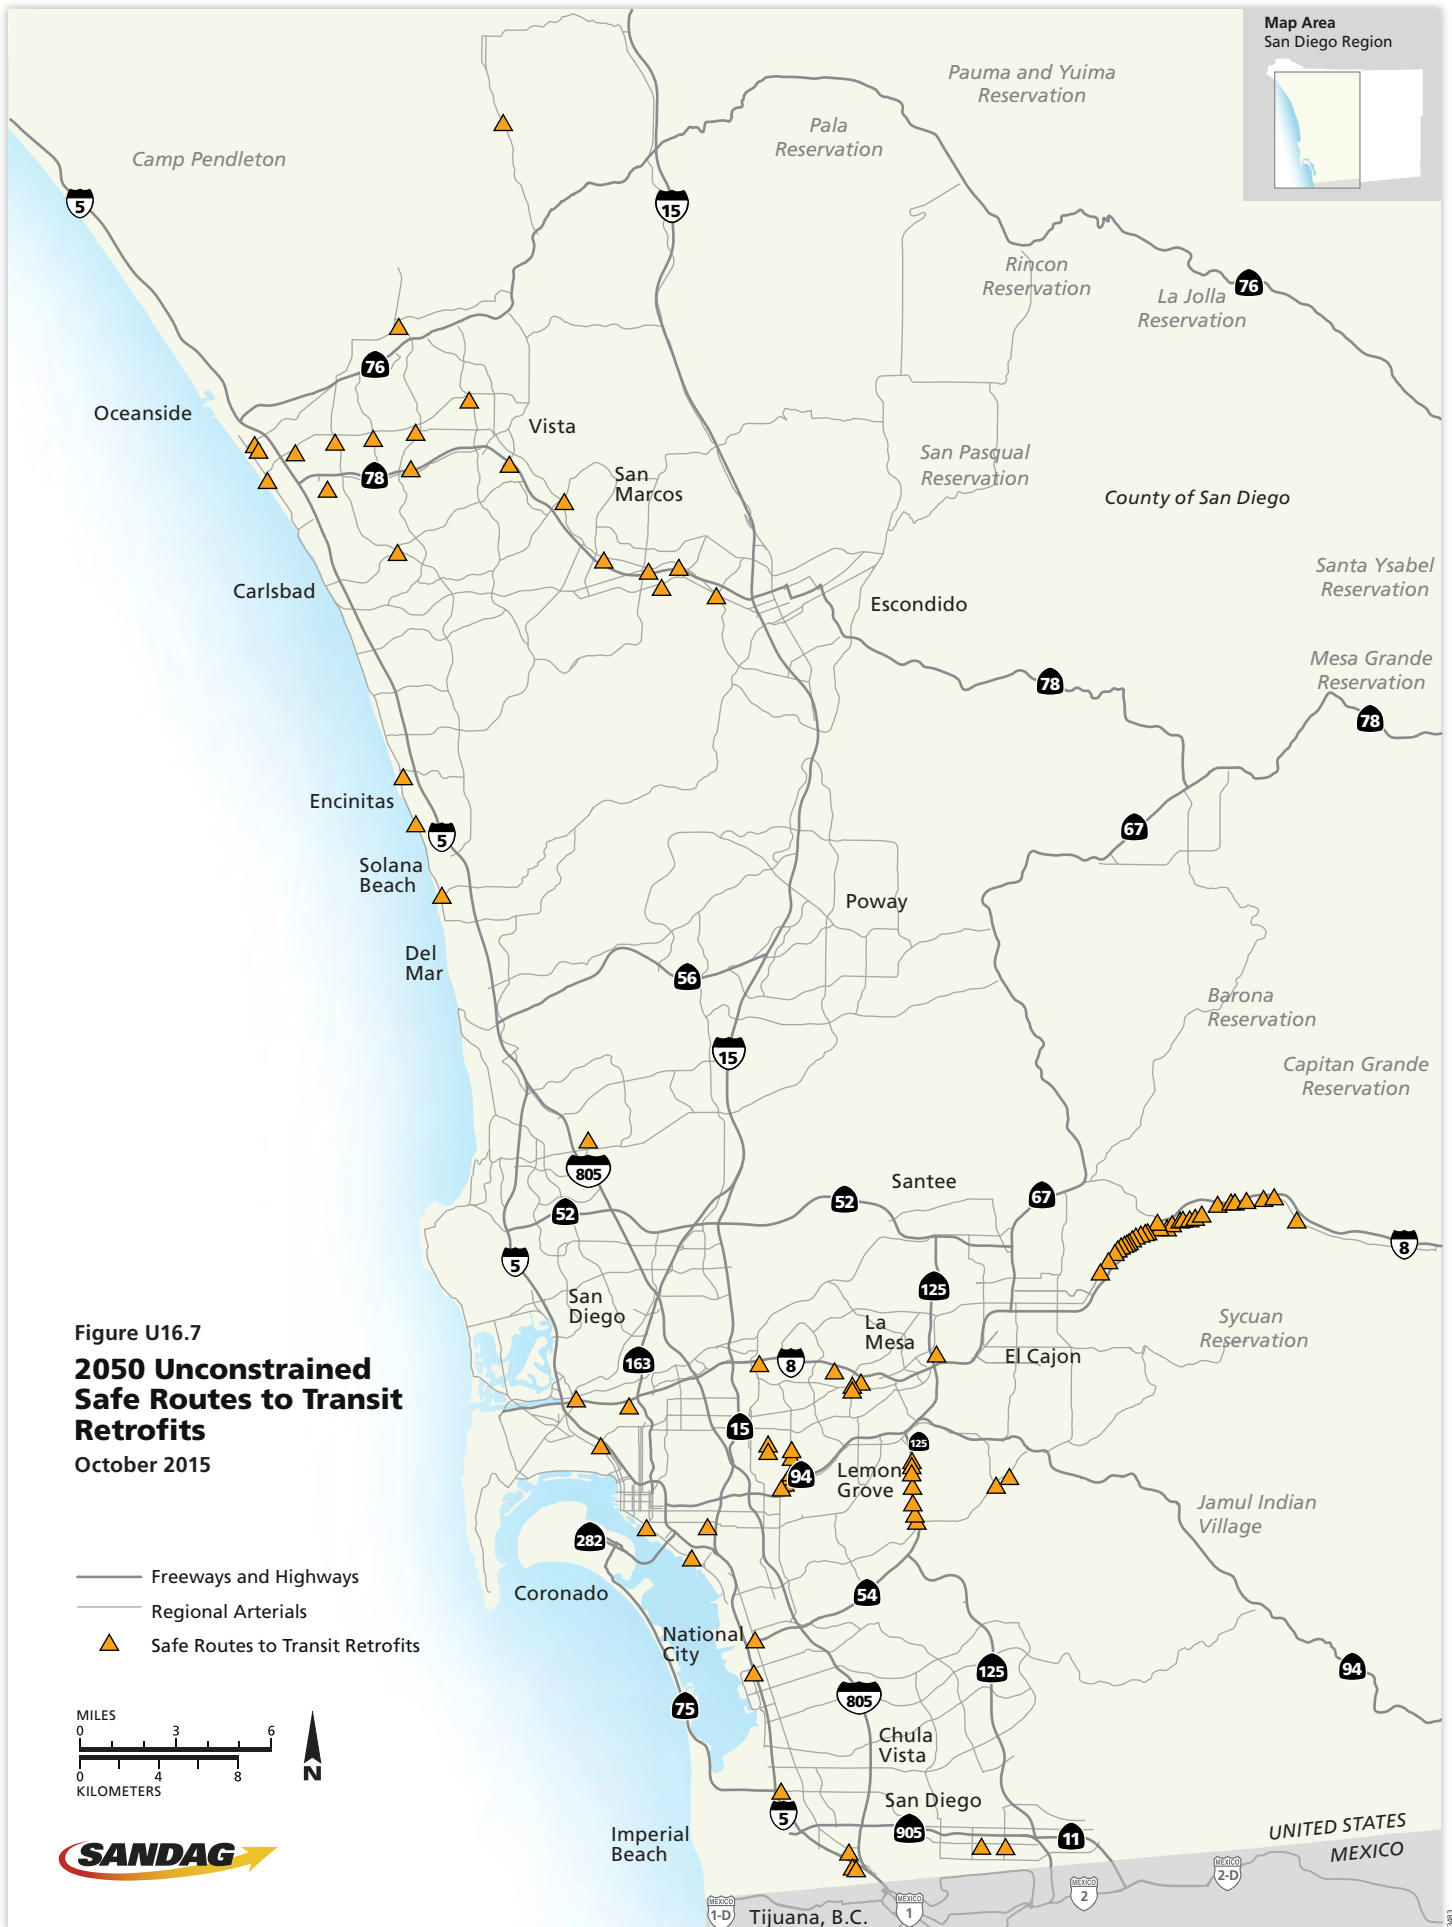 Map Area
San Diego Region
Pauma and Yuima
Reservation
Pala
Reservation
Camp Pendleton
5
15
Rincon
Reservation
La Jolla
Reservation
76
76
Oceanside
Vista
San Pasqual
Reservation
78
San
Marcos
County of San Diego
Santa Ysabel
Reservation
Carlsbad
Escondido
Mesa Grande
Reservation
78
78
Encinitas
5
67
Solana
Beach
Poway
Del
Mar
56
Barona
Reservation
15
Capitan Grande
Reservation
805
Santee
52
52
67
5
8
125
San
Diego
Sycuan
Reservation
La
Mesa
El Cajon
163
8
Figure U16.7
2050 Unconstrained
Safe Routes to Transit
Retrofits
October 2015
15
125
94
Lemon
Grove
Jamul Indian
Village
282
Freeways and Highways
Regional Arterials
Safe Routes to Transit Retrofits
Coronado
54
National
City
125
94
75
805
MILES
0 3 6
0 4 8
KILOMETERS
N
Chula
Vista
San Diego
5
905
11
Imperial
Beach
UNITED STATES
MEXICO
SANDAG
MEXICO
2-D
MEXICO
2
MEXICO
1
MEXICO
1-D
Tijuana, B.C.